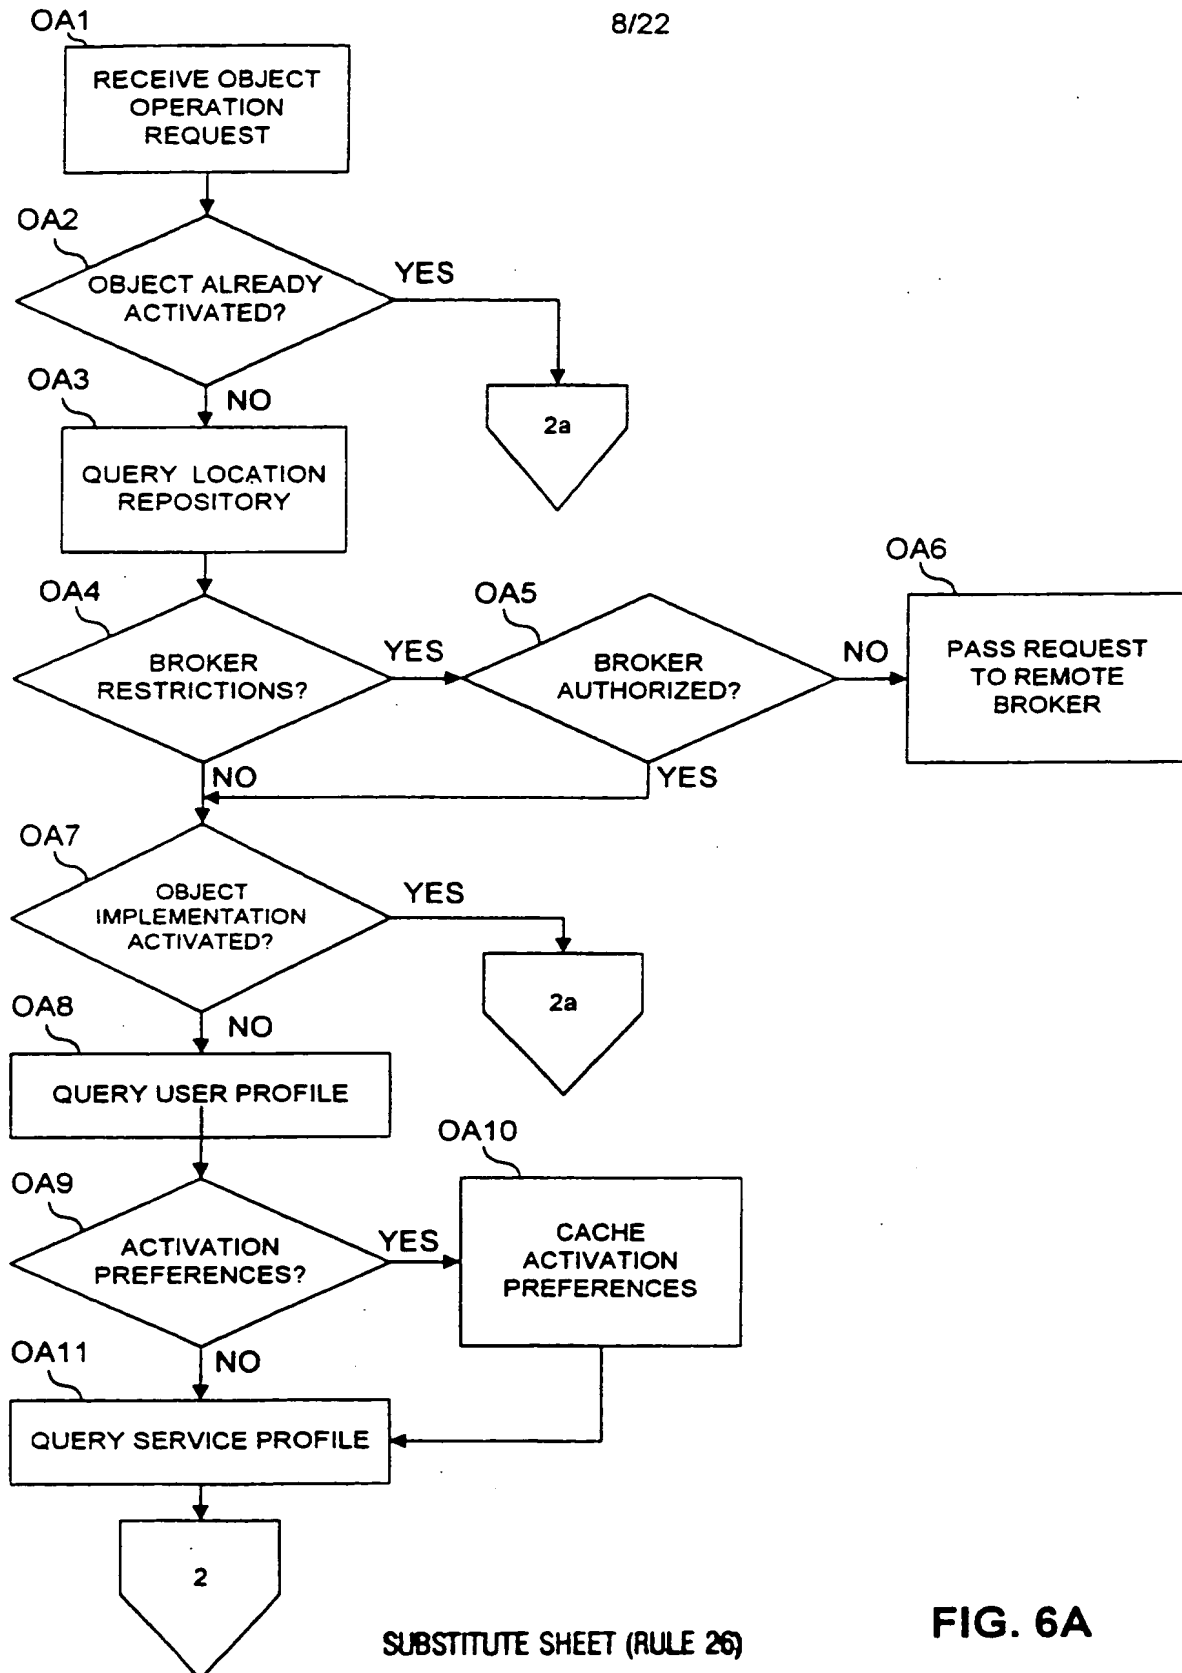 8/22
OA1
RECEIVE OBJECT
OPERATION
REQUEST
OA2
OBJECT ALREADY
ACTIVATED?
YES
2a
NO
OA3
QUERY LOCATION
REPOSITORY
OA4
BROKER
RESTRICTIONS?
YES
OA5
BROKER
AUTHORIZED?
NO
OA6
PASS REQUEST
TO REMOTE
BROKER
NO
YES
OA7
OBJECT
IMPLEMENTATION
ACTIVATED?
YES
2a
NO
OA8
QUERY USER PROFILE
OA9
ACTIVATION
PREFERENCES?
YES
OA10
CACHE
ACTIVATION
PREFERENCES
NO
OA11
QUERY SERVICE PROFILE
2
SUBSTITUTE SHEET (RULE 26)
FIG. 6A